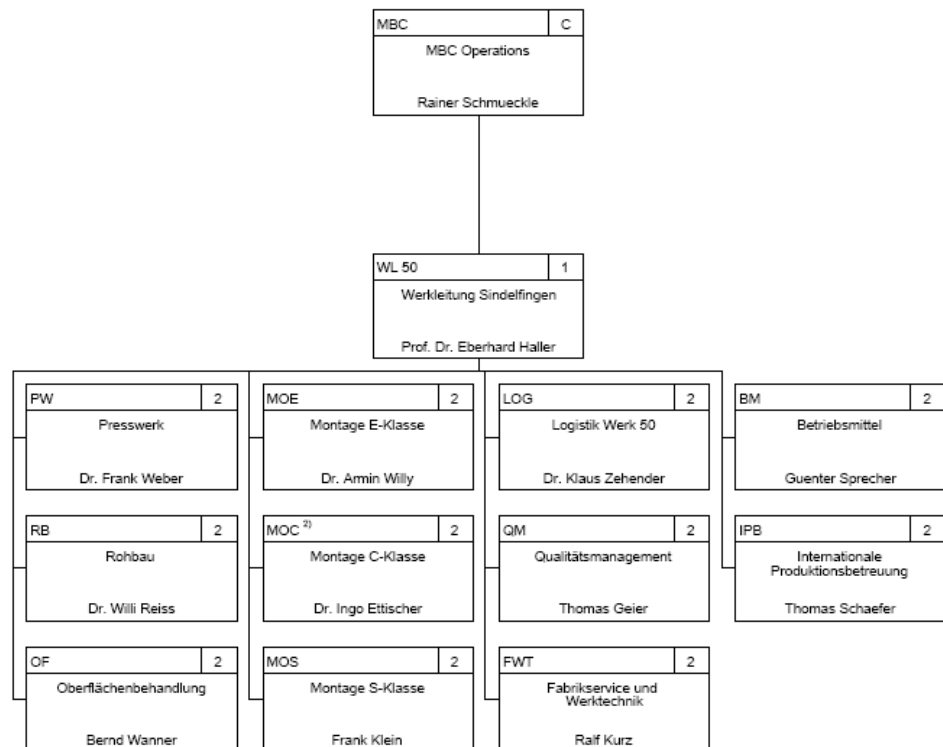 MBC C
MBC Operations
Rainer Schmueckle
WL 50 1
Werkleitung Sindelfingen
Prof. Dr. Eberhard Haller
PW 2
Presswerk
Dr. Frank Weber
MOE 2
Montage E-Klasse
Dr. Armin Willy
LOG 2
Logistik Werk 50
Dr. Klaus Zehender
BM 2
Betriebsmittel
Guenter Sprecher
RB 2
Rohbau
Dr. Willi Reiss
MOC 2) 2
Montage C-Klasse
Dr. Ingo Ettischer
QM 2
Qualitätsmanagement
Thomas Geier
IPB 2
Internationale
Produktionsbetreuung
Thomas Schaefer
OF 2
Oberflächenbehandlung
Bernd Wanner
MOS 2
Montage S-Klasse
Frank Klein
FWT 2
Fabrikservice und
Werktechnik
Ralf Kurz